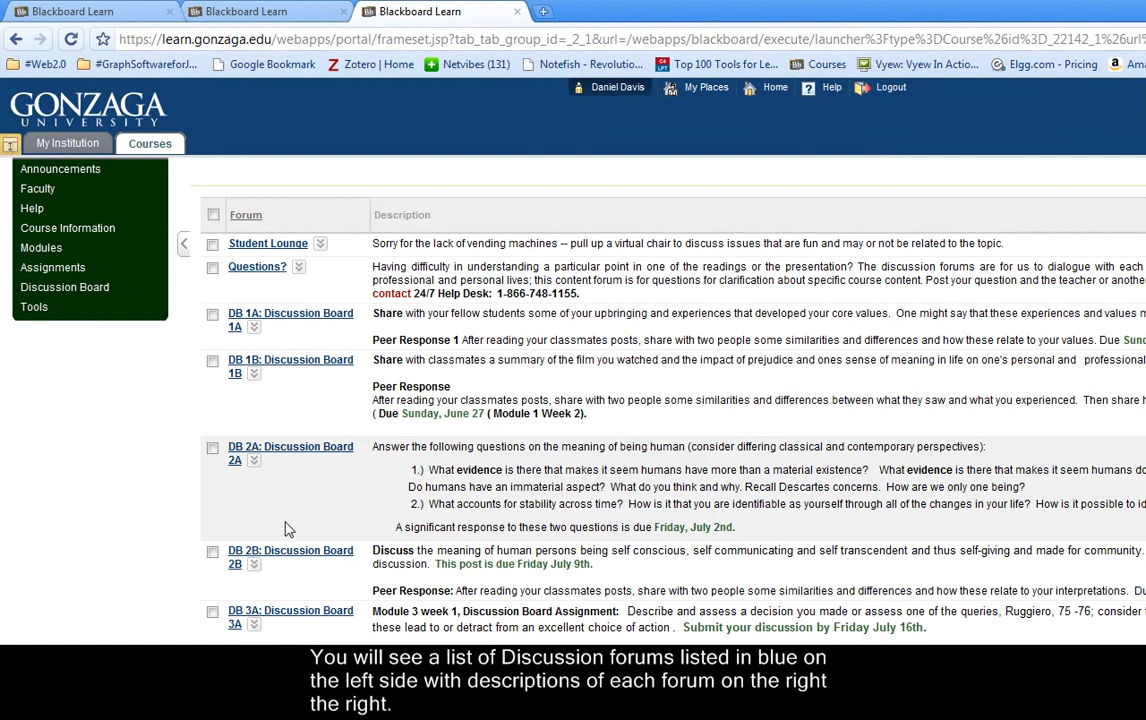 Blackboard Learn
Blackboard Learn
Blackboard Learn
https://learn.gonzaga.edu/webapps/portal/frameset.jsp?tab_tab_group_id=_2_1&url=/webapps/blackboard/execute/launcher%3Ftype%3DCourse%26id%3D_22142_1%26url
#Web2.0 #GraphSoftwareforJ... Google Bookmark Zotero | Home Netvibes (131) Notefish - Revolutio... Top 100 Tools for Le... Courses Vyew: Vyew In Actio... Elgg.com - Pricing
GONZAGA
UNIVERSITY
Daniel Davis My Places Home Help Logout
My Institution Courses
Announcements
Faculty
Help
Course Information
Modules
Assignments
Discussion Board
Tools
Forum Description
Student Lounge Sorry for the lack of vending machines -- pull up a virtual chair to discuss issues that are fun and may or not be related to the topic.
Questions? Having difficulty in understanding a particular point in one of the readings or the presentation? The discussion forums are for us to dialogue with each
professional and personal lives; this content forum is for questions for clarification about specific course content. Post your question and the teacher or
contact 24/7 Help Desk: 1-866-748-1155.
DB 1A: Discussion Board
1A
Share with your fellow students some of your upbringing and experiences that developed your core values. One might say that these experiences and values
Peer Response 1 After reading your classmates posts, share with two people some similarities and differences and how these relate to your values. Due
DB 1B: Discussion Board
1B
Share with classmates a summary of the film you watched and the impact of prejudice and ones sense of meaning in life on one's personal and professional
Peer Response
After reading your classmates posts, share with two people some similarities and differences between what they saw and what you experienced. Then share
( Due Sunday, June 27 ( Module 1 Week 2).
DB 2A: Discussion Board
2A
Answer the following questions on the meaning of being human (consider differing classical and contemporary perspectives):
1.) What evidence is there that makes it seem humans have more than a material existence? What evidence is there that makes it seem humans
Do humans have an immaterial aspect? What do you think and why. Recall Descartes concerns. How are we only one being?
2.) What accounts for stability across time? How is it that you are identifiable as yourself through all of the changes in your life? How is it possible to
A significant response to these two questions is due Friday, July 2nd.
DB 2B: Discussion Board
2B
Discuss the meaning of human persons being self conscious, self communicating and self transcendent and thus self-giving and made for community.
discussion. This post is due Friday July 9th.
Peer Response: After reading your classmates posts, share with two people some similarities and differences and how these relate to your interpretations.
DB 3A: Discussion Board
3A
Module 3 week 1, Discussion Board Assignment: Describe and assess a decision you made or assess one of the queries, Ruggiero, 75 -76; consider
these lead to or detract from an excellent choice of action . Submit your discussion by Friday July 16th.
You will see a list of Discussion forums listed in blue on
the left side with descriptions of each forum on the right
the right.